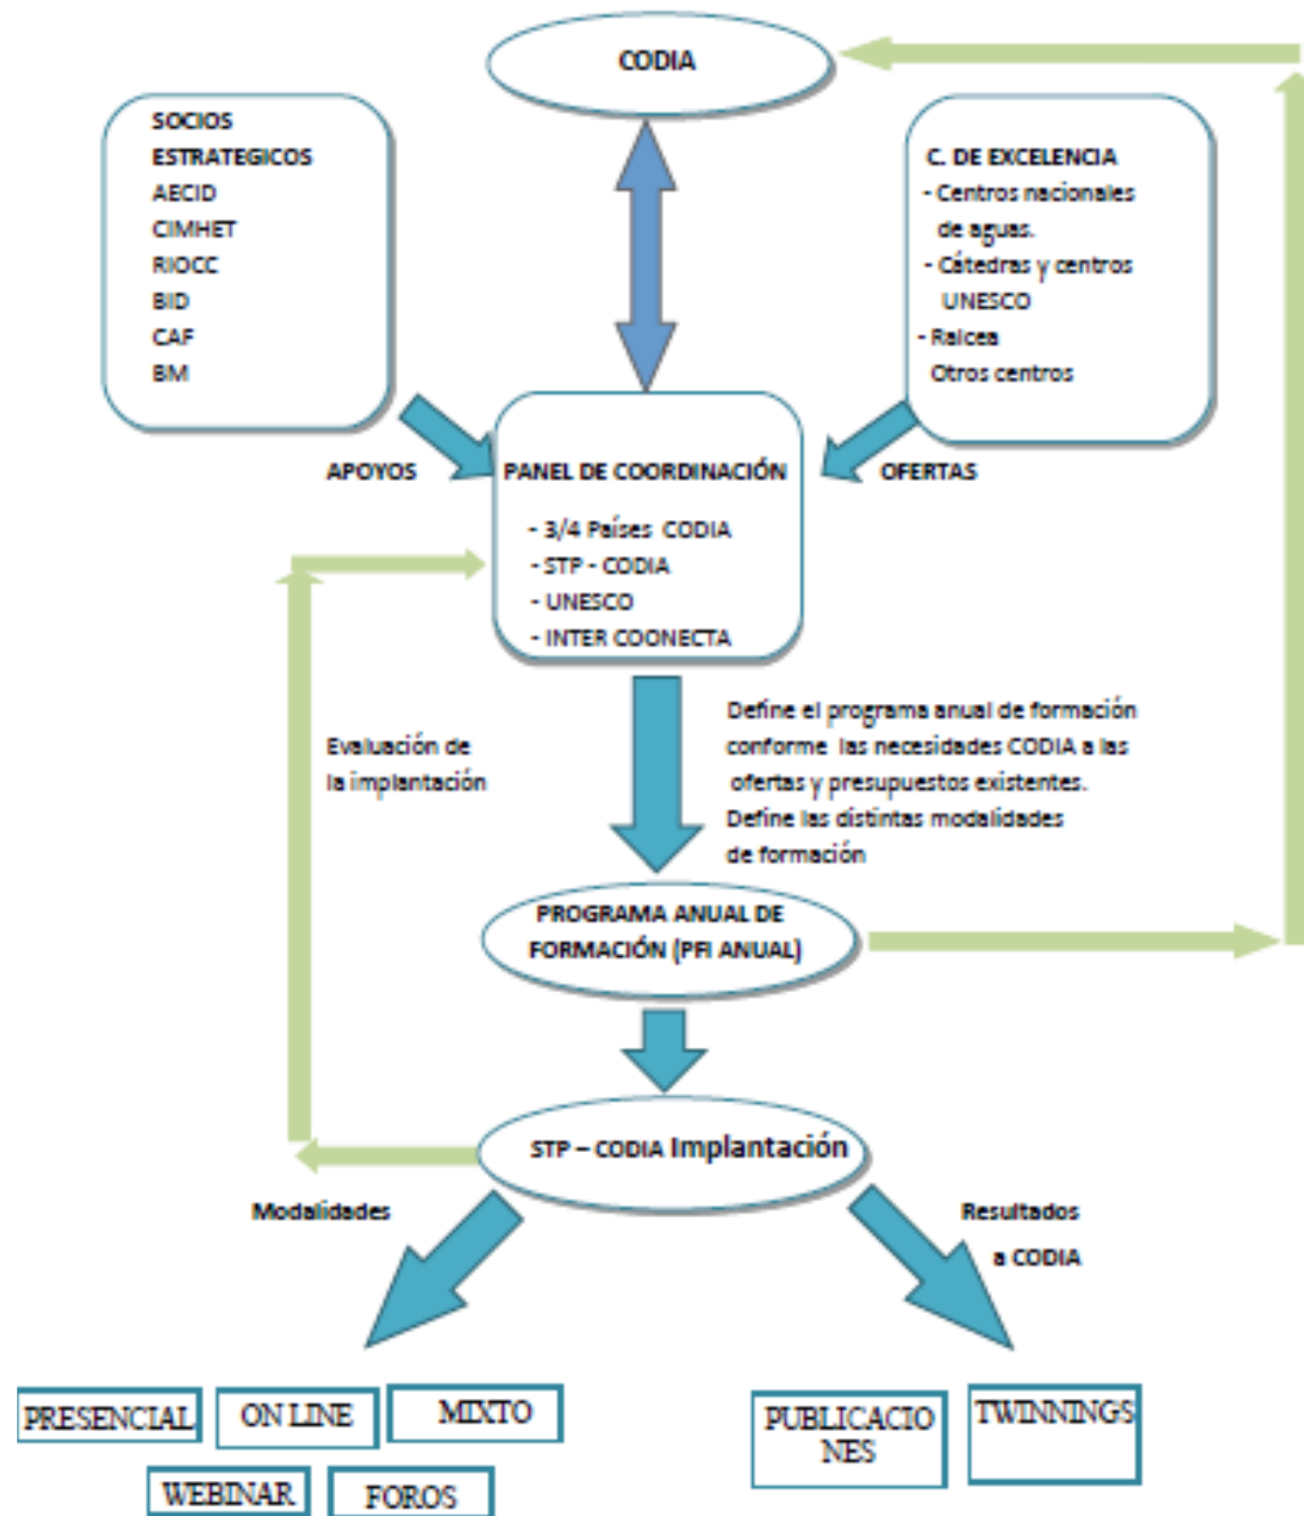 CODIA
SOCIOS
ESTRATEGICOS
AECID
CIMHET
RIOCC
BID
CAF
BM
C. DE EXCELENCIA
- Centros nacionales
de aguas.
- Cátedras y centros
UNESCO
- Ralcea
Otros centros
APOYOS
OFERTAS
PANEL DE COORDINACIÓN
- 3/4 Países CODIA
- STP - CODIA
- UNESCO
- INTER COONECTA
Evaluación de
la implantación
Define el programa anual de formación
conforme las necesidades CODIA a las
ofertas y presupuestos existentes.
Define las distintas modalidades
de formación
PROGRAMA ANUAL DE
FORMACIÓN (PFI ANUAL)
STP – CODIA Implantación
Modalidades
Resultados
a CODIA
PRESENCIAL
ON LINE
MIXTO
WEBINAR
FOROS
PUBLICACIO
NES
TWINNINGS